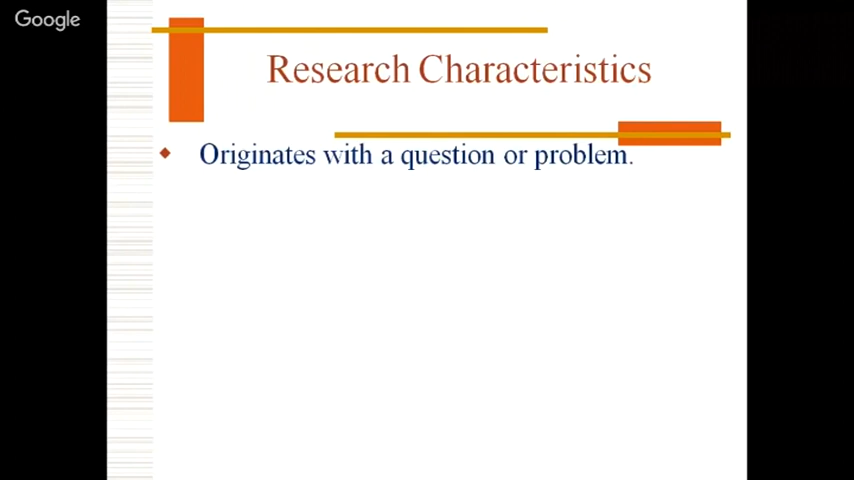 Google
Research Characteristics
Originates with a question or problem.